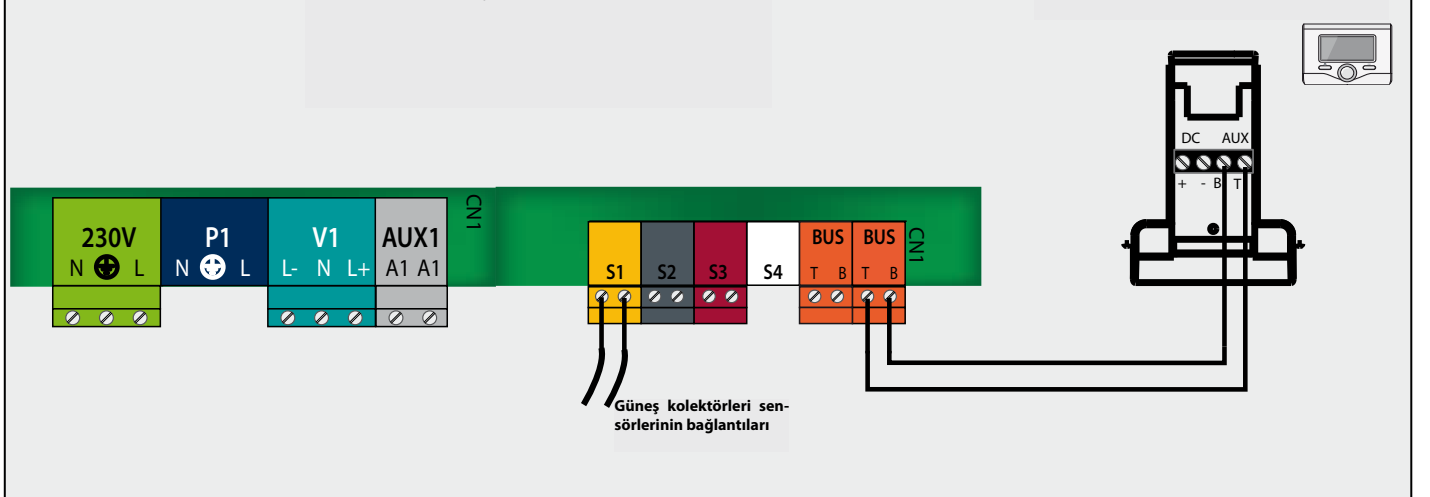 DC AUX
+ - B T
230V P1 V1 AUX1 CN1
N L N L L- N L+ A1 A1
BUS BUS CN1
S1 S2 S3 S4 T B T B
Güneş kolektörleri sen-
sörlerinin bağlantıları